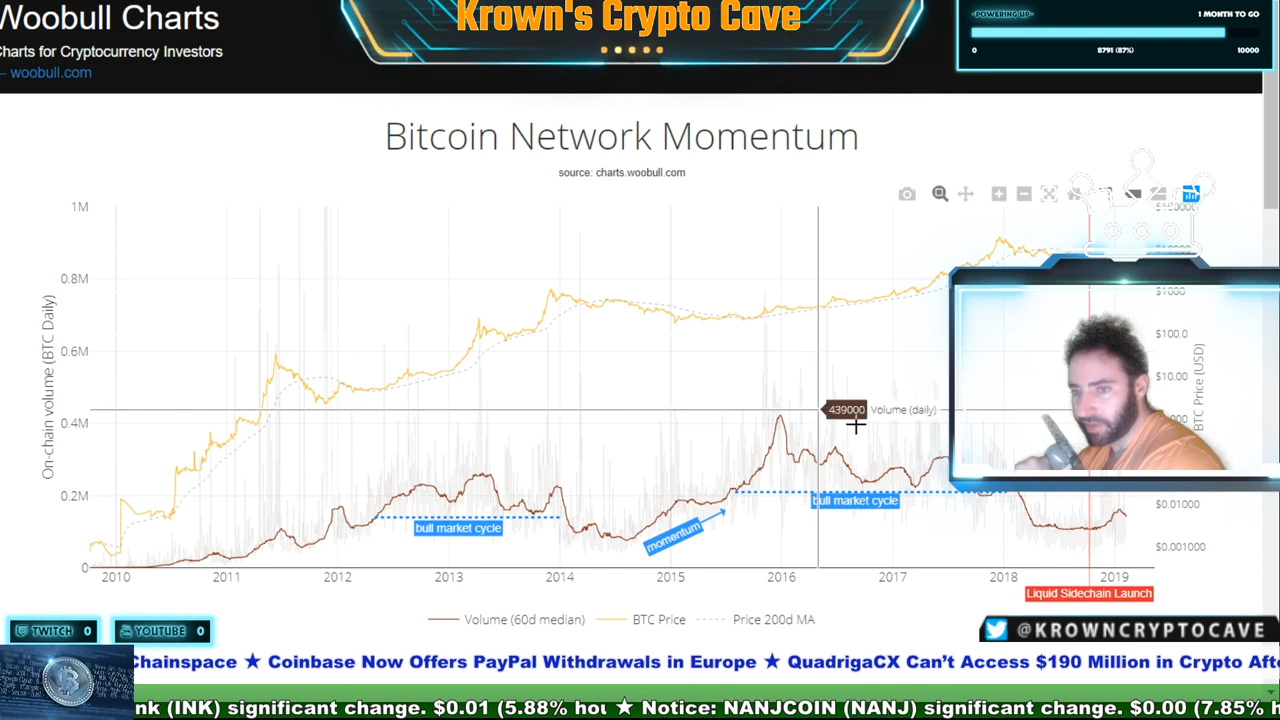 Woobull Charts
Charts for Cryptocurrency Investors
— woobull.com
Krown's Crypto Cave
-POWERING UP-
1 MONTH TO GO
0
8791 (87%)
10000
Bitcoin Network Momentum
source: charts.woobull.com
1M
0.8M
0.6M
0.4M
0.2M
0
On-chain volume (BTC Daily)
$1000
$100.0
$10.00
$0.01000
$0.001000
BTC Price (USD)
439000
Volume (daily)
bull market cycle
momentum
bull market cycle
2010
2011
2012
2013
2014
2015
2016
2017
2018
2019
Liquid Sidechain Launch
Volume (60d median)
BTC Price
Price 200d MA
TWITCH 0
YOUTUBE 0
@KROWNCRYPTOCAVE
Chainspace ★ Coinbase Now Offers PayPal Withdrawals in Europe ★ QuadrigaCX Can't Access $190 Million in Crypto
nk (INK) significant change. $0.01 (5.88% hou ★ Notice: NANJCOIN (NANJ) significant change. $0.00 (7.85% h